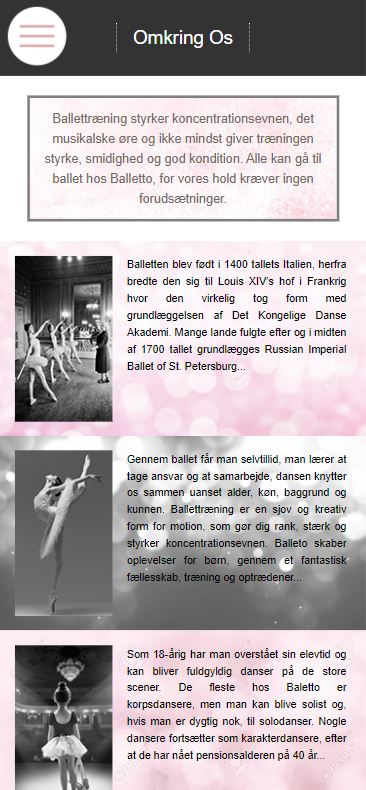 Omkring Os
Ballettræning styrker koncentrationsevnen, det
musikalske øre og ikke mindst giver træningen
styrke, smidighed og god kondition. Alle kan gå til
ballet hos Balletto, for vores hold kræver ingen
forudsætninger.
Balletten blev født i 1400 tallets Italien, herfra
bredte den sig til Louis XIV's hof i Frankrig
hvor den virkelig tog form med
grundlæggelsen af Det Kongelige Danse
Akademi. Mange lande fulgte efter og i midten
af 1700 tallet grundlægges Russian Imperial
Ballet of St. Petersburg...
Gennem ballet får man selvtillid, man lærer at
tage ansvar og at samarbejde, dansen knytter
os sammen uanset alder, køn, baggrund og
kunnen. Ballettræning er en sjov og kreativ
form for motion, som gør dig rank, stærk og
styrker koncentrationsevnen. Balleto skaber
oplevelser for børn, gennem et fantastisk
fællesskab, træning og optrædener...
Som 18-årig har man overstået sin elevtid og
kan bliver fuldgyldig danser på de store
scener. De fleste hos Baletto er
korpsdansere, men man kan blive solist og,
hvis man er dygtig nok, til solodanser. Nogle
dansere fortsætter som karakterdansere, efter
at de har nået pensionsalderen på 40 år...